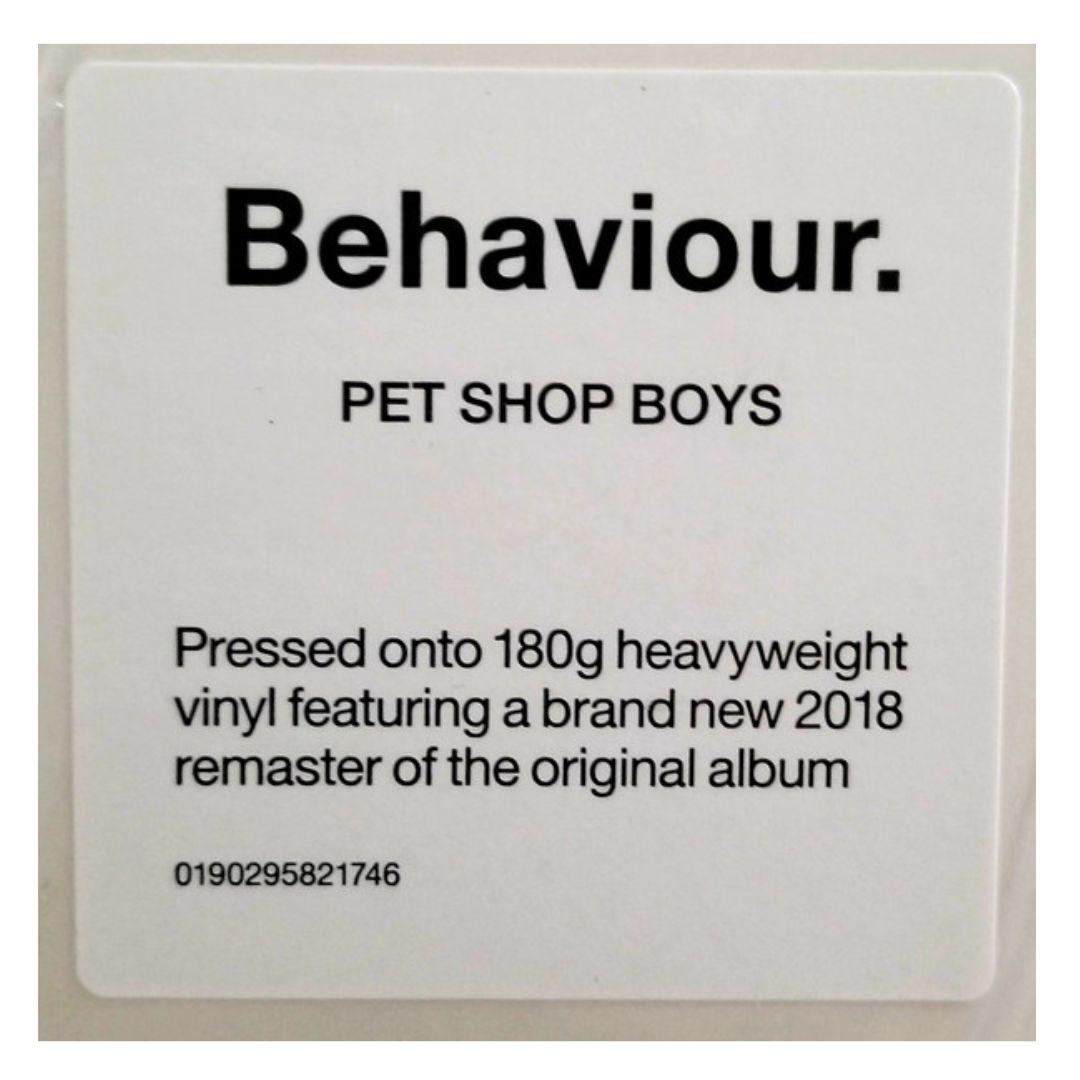 Behaviour.
PET SHOP BOYS
Pressed onto 180g heavyweight
vinyl featuring a brand new 2018
remaster of the original album
0190295821746